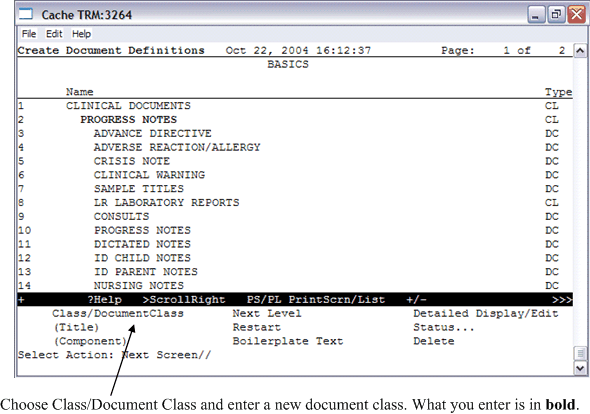 Cache TRM:3264
File Edit Help
Create Document Definitions Oct 22, 2004 16:12:37 Page: 1 of 2
BASICS
Name Type
1 CLINICAL DOCUMENTS CL
2 PROGRESS NOTES CL
3 ADVANCE DIRECTIVE DC
4 ADVERSE REACTION/ALLERGY DC
5 CRISIS NOTE DC
6 CLINICAL WARNING DC
7 SAMPLE TITLES DC
8 LR LABORATORY REPORTS CL
9 CONSULTS DC
10 PROGRESS NOTES DC
11 DICTATED NOTES DC
12 ID CHILD NOTES DC
13 ID PARENT NOTES DC
14 NURSING NOTES DC
+ ?Help >ScrollRight PS/PL PrintScrn/List +/- >>>
Class/DocumentClass Next Level Detailed Display/Edit
(Title) Restart Status...
(Component) Boilerplate Text Delete
Select Action: Next Screen//
Choose Class/Document Class and enter a new document class. What you enter is in bold.